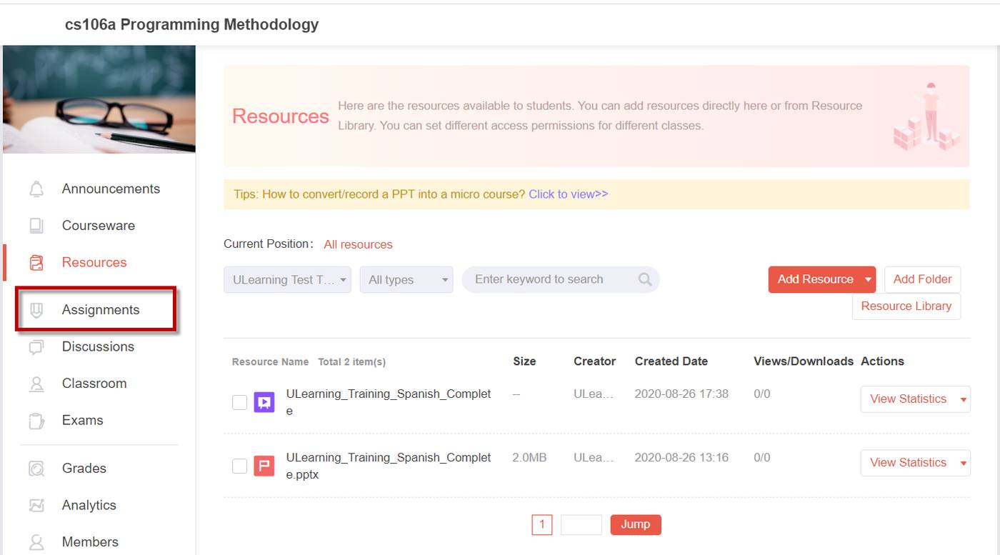 cs106a Programming Methodology
Announcements
Courseware
Resources
Assignments
Discussions
Classroom
Exams
Grades
Analytics
Members
Resources
Here are the resources available to students. You can add resources directly here or from Resource
Library. You can set different access permissions for different classes.
Tips: How to convert/record a PPT into a micro course? Click to view>>
Current Position: All resources
ULearning Test T... All types Enter keyword to search Add Resource Add Folder
Resource Library
Resource Name Total 2 item(s) Size Creator Created Date Views/Downloads Actions
ULearning_Training_Spanish_Complet -- ULea... 2020-08-26 17:38 0/0 View Statistics
e
ULearning_Training_Spanish_Complet 2.0MB ULea... 2020-08-26 13:16 0/0 View Statistics
e.pptx
1 Jump